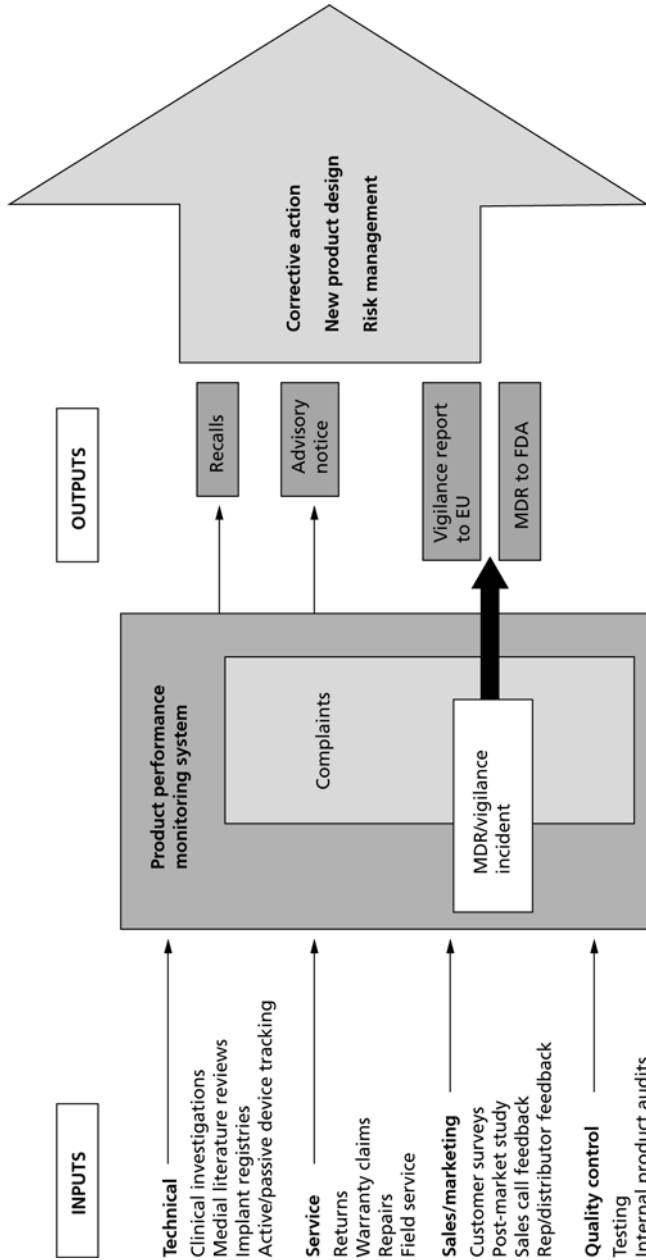 INPUTS
Technical
Clinical investigations
Medial literature reviews
Implant registries
Active/passive device tracking
Service
Returns
Warranty claims
Repairs
Field service
Sales/marketing
Customer surveys
Post-market study
Sales call feedback
Rep/distributor feedback
Quality control
Testing
Internal product audits
Product performance
monitoring system
Complaints
MDR/vigilance
incident
OUTPUTS
Recalls
Advisory
notice
Vigilance report
to EU
MDR to FDA
Corrective action
New product design
Risk management